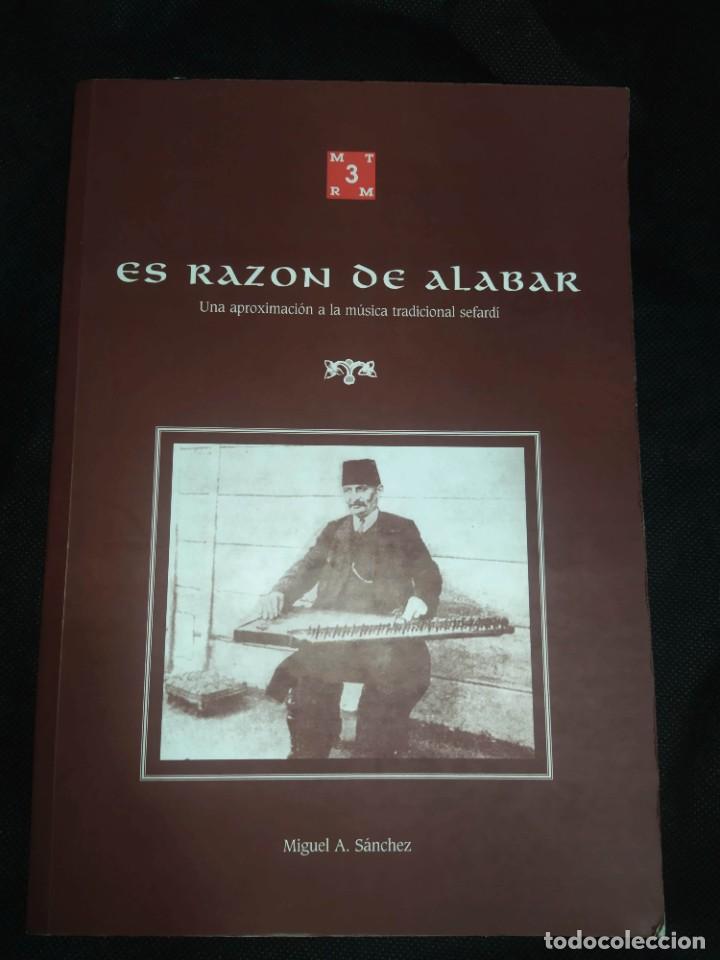 M T
3
R M
ES RAZON DE ALABAR
Una aproximación a la música tradicional sefardí
Miguel A. Sánchez
todocoleccion